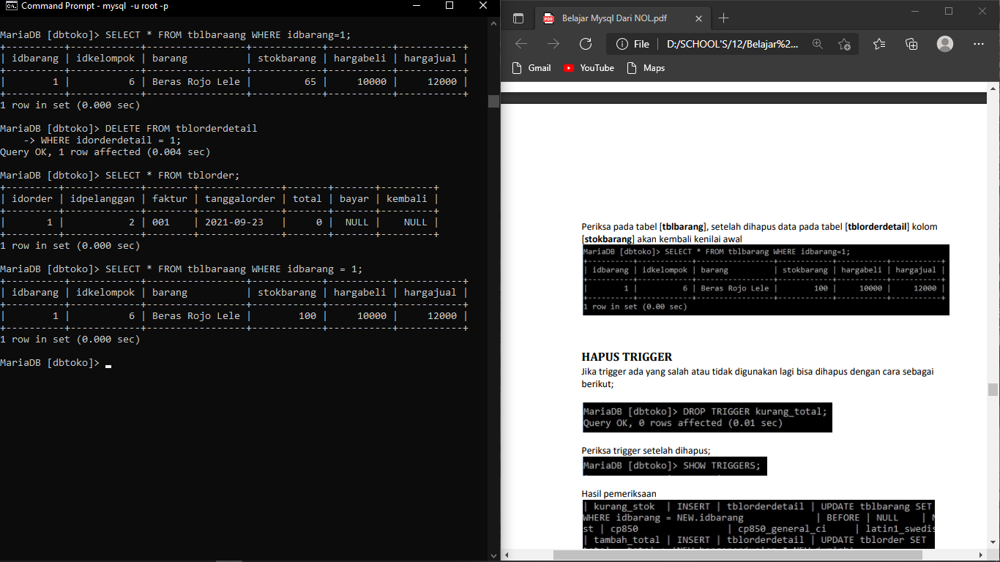 Command Prompt - mysql -u root -p
MariaDB [dbtoko]> SELECT * FROM tblbaraang WHERE idbarang=1;
+----------+------------+-----------------+------------+-----------+-----------+
| idbarang | idkelompok | barang          | stokbarang | hargabeli | hargajual |
+----------+------------+-----------------+------------+-----------+-----------+
|        1 |          6 | Beras Rojo Lele |         65 |     10000 |     12000 |
+----------+------------+-----------------+------------+-----------+-----------+
1 row in set (0.000 sec)
MariaDB [dbtoko]> DELETE FROM tblorderdetail
    -> WHERE idorderdetail = 1;
Query OK, 1 row affected (0.004 sec)
MariaDB [dbtoko]> SELECT * FROM tblorder;
+---------+-------------+--------+--------------+-------+-------+---------+
| idorder | idpelanggan | faktur | tanggalorder | total | bayar | kembali |
+---------+-------------+--------+--------------+-------+-------+---------+
|       1 |           2 | 001    | 2021-09-23   |     0 |  NULL |    NULL |
+---------+-------------+--------+--------------+-------+-------+---------+
1 row in set (0.000 sec)
MariaDB [dbtoko]> SELECT * FROM tblbaraang WHERE idbarang = 1;
+----------+------------+-----------------+------------+-----------+-----------+
| idbarang | idkelompok | barang          | stokbarang | hargabeli | hargajual |
+----------+------------+-----------------+------------+-----------+-----------+
|        1 |          6 | Beras Rojo Lele |        100 |     10000 |     12000 |
+----------+------------+-----------------+------------+-----------+-----------+
1 row in set (0.000 sec)
MariaDB [dbtoko]>
Belajar Mysql Dari NOL.pdf
File | D:/SCHOOL'S/12/Belajar%2...
Gmail YouTube Maps
Periksa pada tabel [tblbarang], setelah dihapus data pada tabel [tblorderdetail] kolom
[stokbarang] akan kembali kenilai awal
MariaDB [dbtoko]> SELECT * FROM tblbarang WHERE idbarang=1;
+----------+------------+-----------------+------------+-----------+-----------+
| idbarang | idkelompok | barang          | stokbarang | hargabeli | hargajual |
+----------+------------+-----------------+------------+-----------+-----------+
|        1 |          6 | Beras Rojo Lele |        100 |     10000 |     12000 |
+----------+------------+-----------------+------------+-----------+-----------+
1 row in set (0.00 sec)
HAPUS TRIGGER
Jika trigger ada yang salah atau tidak digunakan lagi bisa dihapus dengan cara sebagai
berikut;
MariaDB [dbtoko]> DROP TRIGGER kurang_total;
Query OK, 0 rows affected (0.01 sec)
Periksa trigger setelah dihapus;
MariaDB [dbtoko]> SHOW TRIGGERS;
Hasil pemeriksaan
| kurang_stok | INSERT | tblorderdetail | UPDATE tblbarang SET
WHERE idbarang = NEW.idbarang | BEFORE | NULL |
st | cp850 | cp850_general_ci | latin1_swedis
| tambah_total | INSERT | tblorderdetail | UPDATE tblorder SET